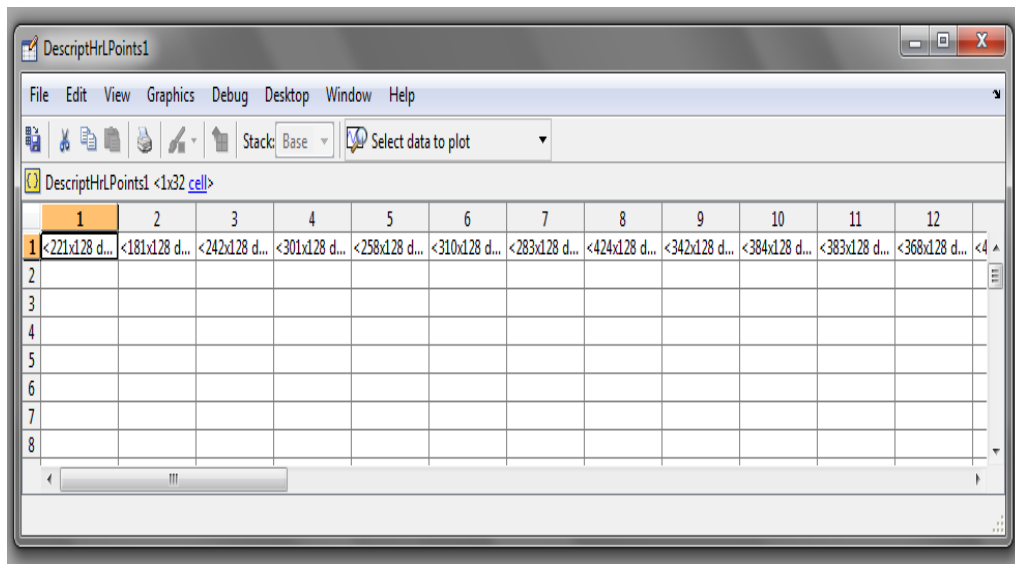 DescriptHrLPoints1
File Edit View Graphics Debug Desktop Window Help
Stack: Base Select data to plot
DescriptHrLPoints1 <1x32 cell>
1 2 3 4 5 6 7 8 9 10 11 12
1 <221x128 d... <181x128 d... <242x128 d... <301x128 d... <258x128 d... <310x128 d... <283x128 d... <424x128 d... <342x128 d... <384x128 d... <383x128 d... <368x128 d... <4
2
3
4
5
6
7
8